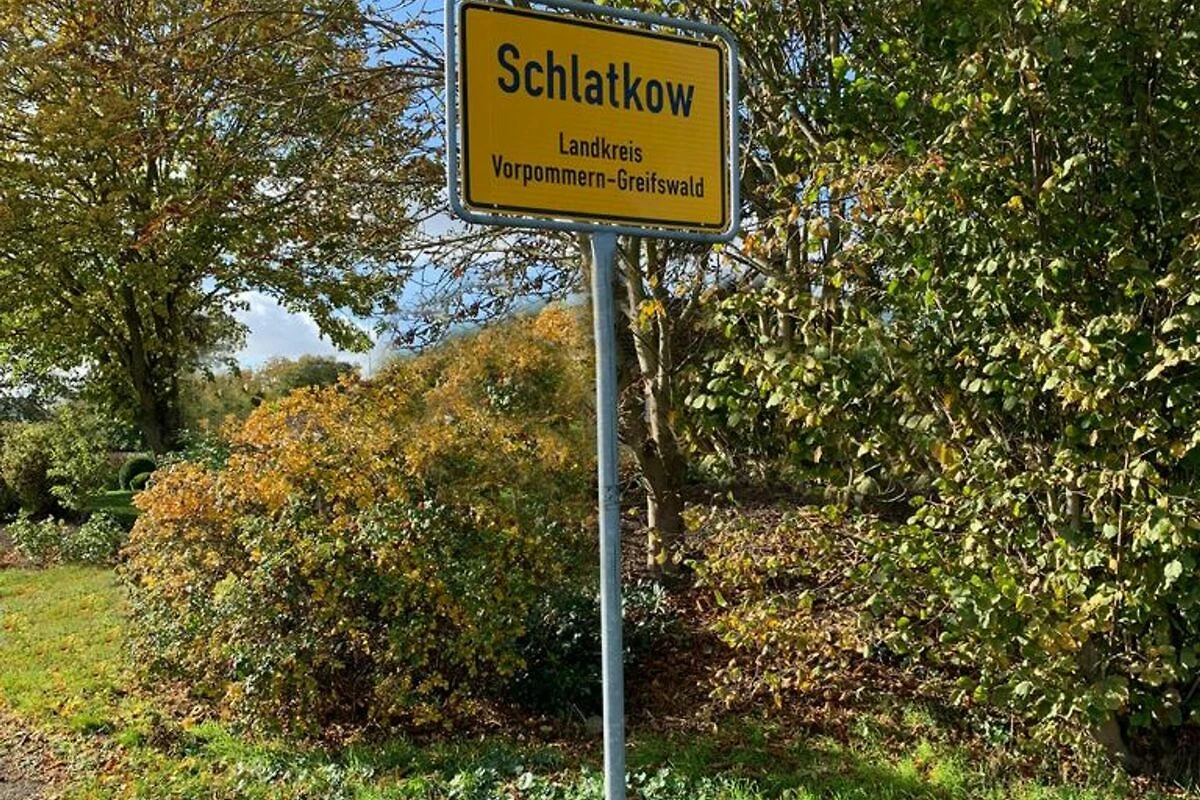 Schlatkow
Landkreis
Vorpommern-Greifswald